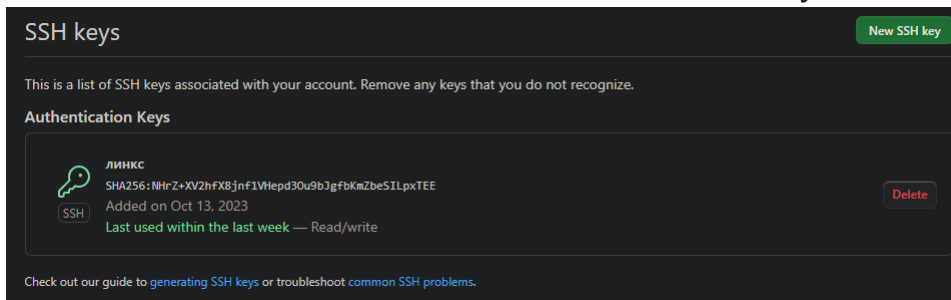 SSH keys
New SSH key
This is a list of SSH keys associated with your account. Remove any keys that you do not recognize.
Authentication Keys
линкс
SHA256:NHrZ+XV2hfX8jnf1VHepd3Ou9bJgfbKmZbeSILpxTEE
SSH
Added on Oct 13, 2023
Last used within the last week — Read/write
Delete
Check out our guide to generating SSH keys or troubleshoot common SSH problems.